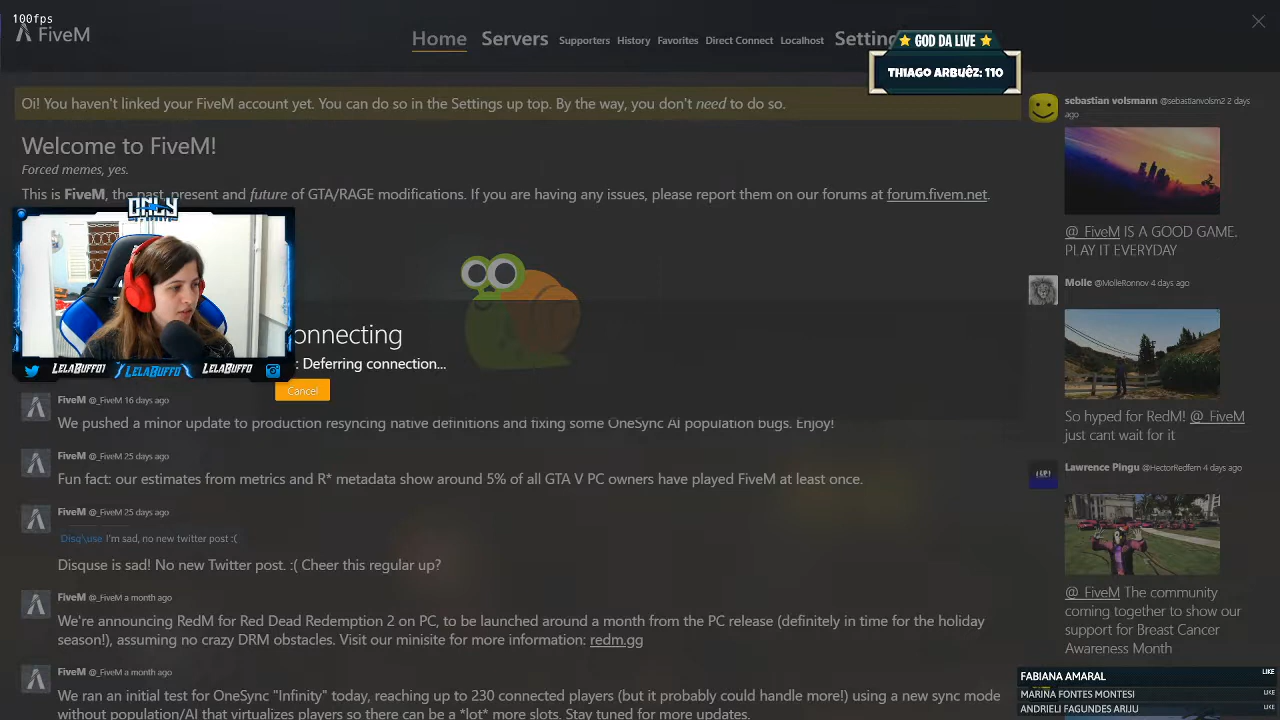 100fps
FiveM
Home Servers Supporters History Favorites Direct Connect Localhost Setting
GOD DA LIVE
THIAGO ARBUÊZ: 110
Oi! You haven't linked your FiveM account yet. You can do so in the Settings up top. By the way, you don't need to do so.
Welcome to FiveM!
Forced memes, yes.
This is FiveM, the past, present and future of GTA/RAGE modifications. If you are having any issues, please report them on our forums at forum.fivem.net.
ONLY
onnecting
: Deferring connection...
Cancel
LELABUFFO1 LELABUFFO LELABUFFO
FiveM @_FiveM 16 days ago
We pushed a minor update to production resyncing native definitions and fixing some OneSync AI population bugs. Enjoy!
FiveM @_FiveM 25 days ago
Fun fact: our estimates from metrics and R* metadata show around 5% of all GTA V PC owners have played FiveM at least once.
FiveM @_FiveM 25 days ago
Disq\use I'm sad, no new twitter post :(
Disquse is sad! No new Twitter post. :( Cheer this regular up?
FiveM @_FiveM a month ago
We're announcing RedM for Red Dead Redemption 2 on PC, to be launched around a month from the PC release (definitely in time for the holiday
season!), assuming no crazy DRM obstacles. Visit our minisite for more information: redm.gg
FiveM @_FiveM a month ago
We ran an initial test for OneSync "Infinity" today, reaching up to 230 connected players (but it probably could handle more!) using a new sync mode
without population/AI that virtualizes players so there can be a *lot* more slots. Stay tuned for more updates.
sebastian volsmann @sebastianvolsm2 2 days
ago
@_FiveM IS A GOOD GAME.
PLAY IT EVERYDAY
Molle @MolleRonnov 4 days ago
So hyped for RedM! @_FiveM
just cant wait for it
Lawrence Pingu @HectorRedfern 4 days ago
@_FiveM The community
coming together to show our
support for Breast Cancer
Awareness Month
FABIANA AMARAL LIKE
MARINA FONTES MONTESI LIKE
ANDRIELI FAGUNDES ARIJU LIKE